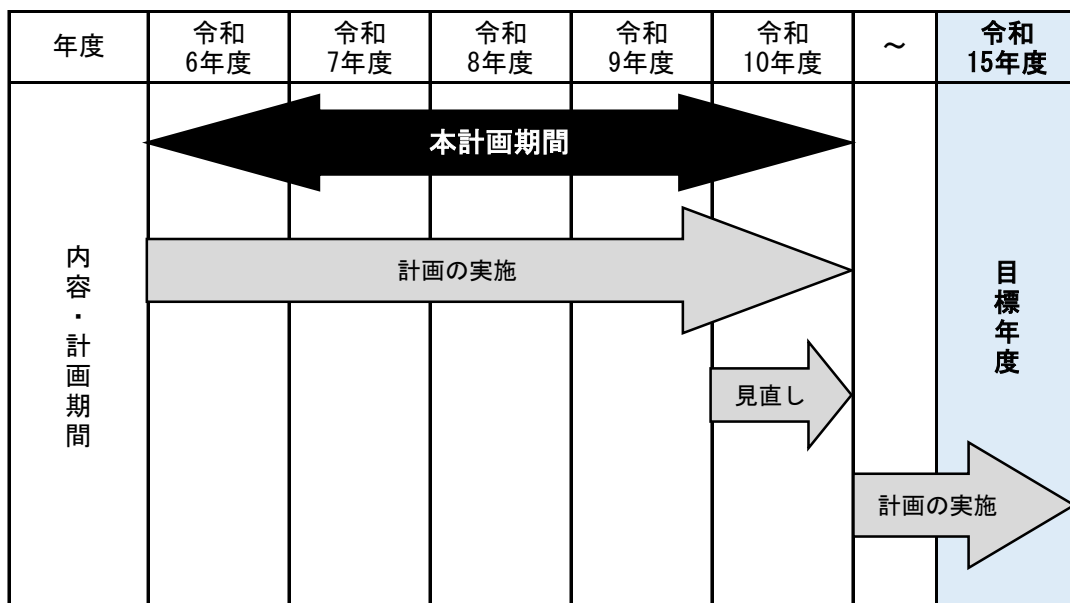 年度
令和
6年度
令和
7年度
令和
8年度
令和
9年度
令和
10年度
～
令和
15年度
内容・計画期間
本計画期間
計画の実施
見直し
計画の実施
目標年度